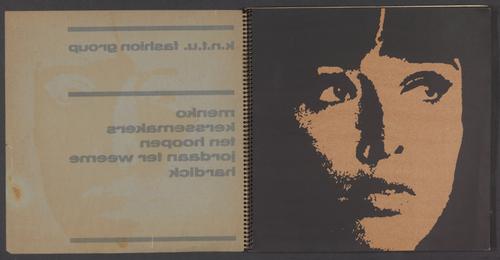 k.n.t.u. fashion group
menko
kerssemakers
ten hoopen
jordaan ter weeme
hardick